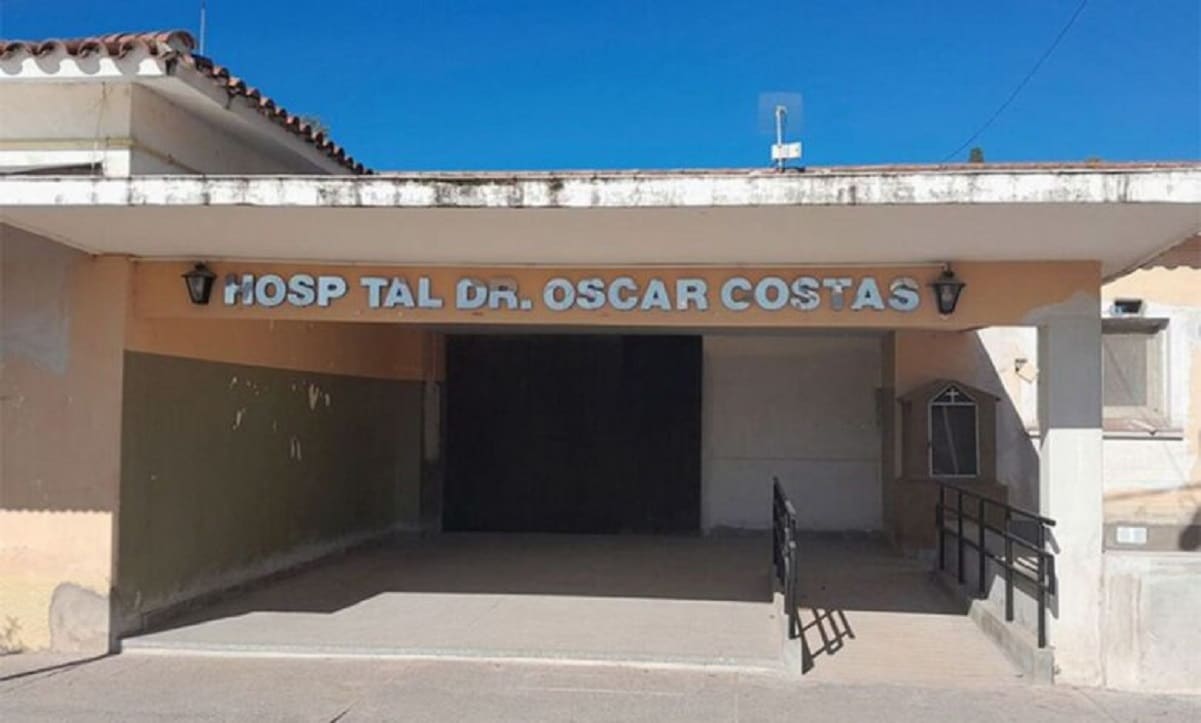 HOSP TAL DR. OSCAR COSTAS